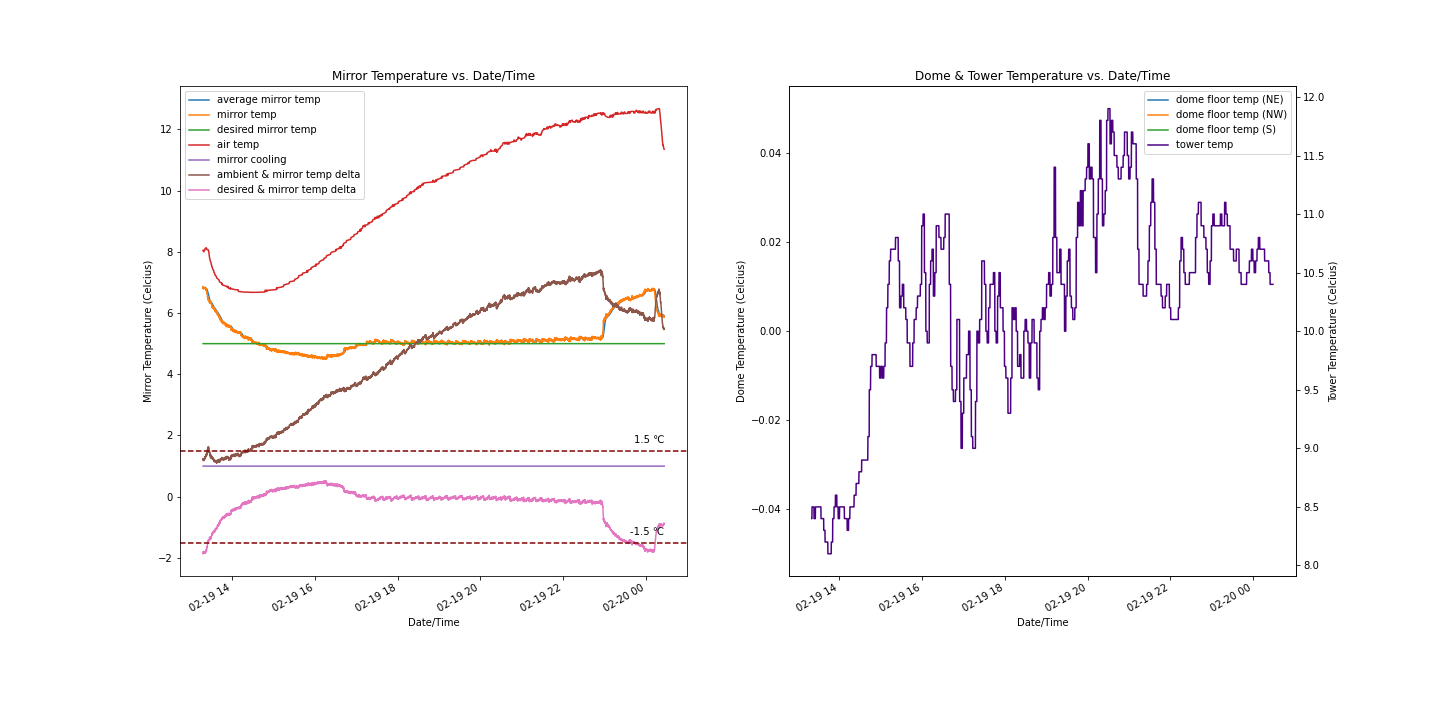 Mirror Temperature vs. Date/Time
average mirror temp
mirror temp
desired mirror temp
air temp
mirror cooling
ambient & mirror temp delta
desired & mirror temp delta
12
10
8
6
4
2
0
−2
Mirror Temperature (Celcius)
1.5 °C
-1.5 °C
02-19 14
02-19 16
02-19 18
02-19 20
02-19 22
02-20 00
Date/Time
Dome & Tower Temperature vs. Date/Time
dome floor temp (NE)
dome floor temp (NW)
dome floor temp (S)
tower temp
0.04
0.02
0.00
−0.02
−0.04
Dome Temperature (Celcius)
12.0
11.5
11.0
10.5
10.0
9.5
9.0
8.5
8.0
Tower Temperature (Celcius)
02-19 14
02-19 16
02-19 18
02-19 20
02-19 22
02-20 00
Date/Time